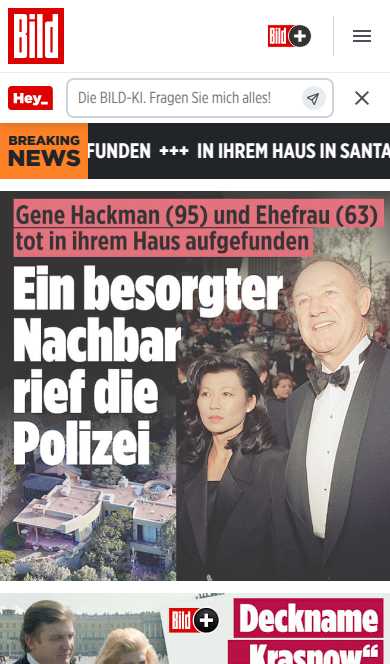 Bild
Bild +
Hey_
Die BILD-KI. Fragen Sie mich alles!
BREAKING
NEWS
FUNDEN +++ IN IHREM HAUS IN SANTA
Gene Hackman (95) und Ehefrau (63)
tot in ihrem Haus aufgefunden
Ein besorgter
Nachbar
rief die
Polizei
Bild +
Deckname
Krasnow“